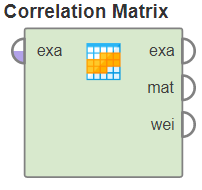 Correlation Matrix
exa exa
mat
wei